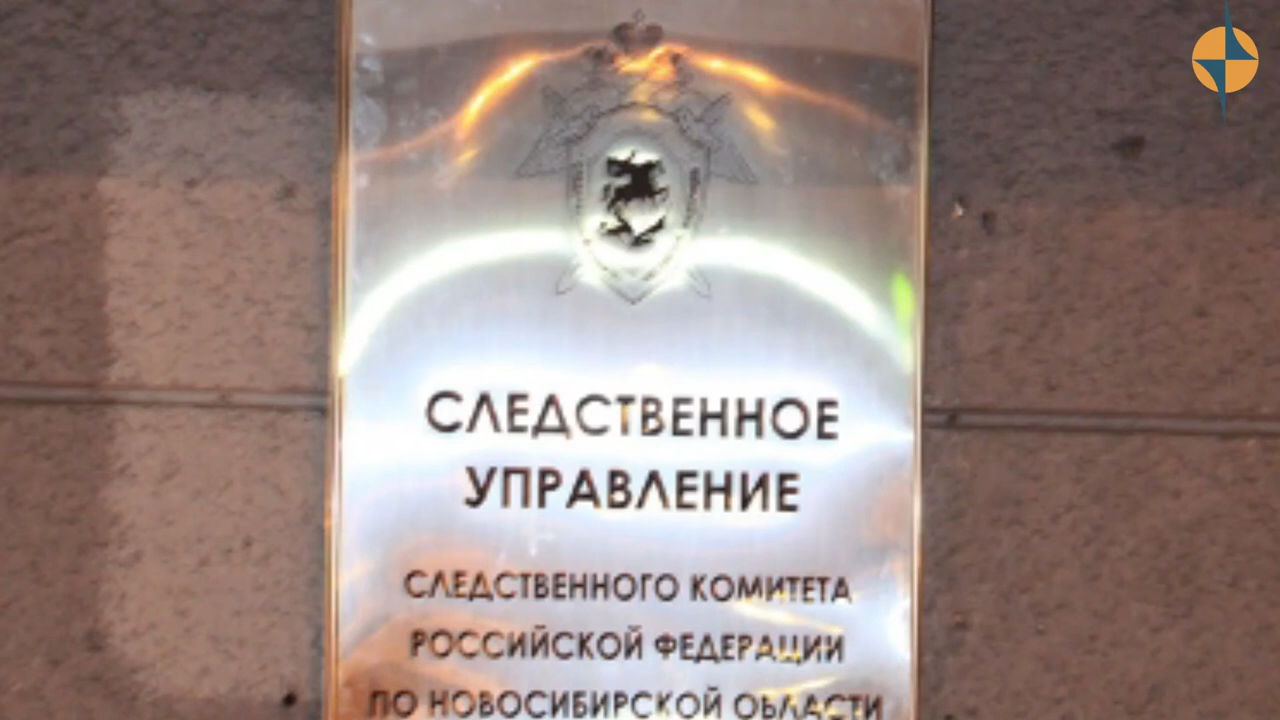 СЛЕДСТВЕННОЕ
УПРАВЛЕНИЕ
СЛЕДСТВЕННОГО КОМИТЕТА
РОССИЙСКОЙ ФЕДЕРАЦИИ
ПО НОВОСИБИРСКОЙ ОБЛАСТИ